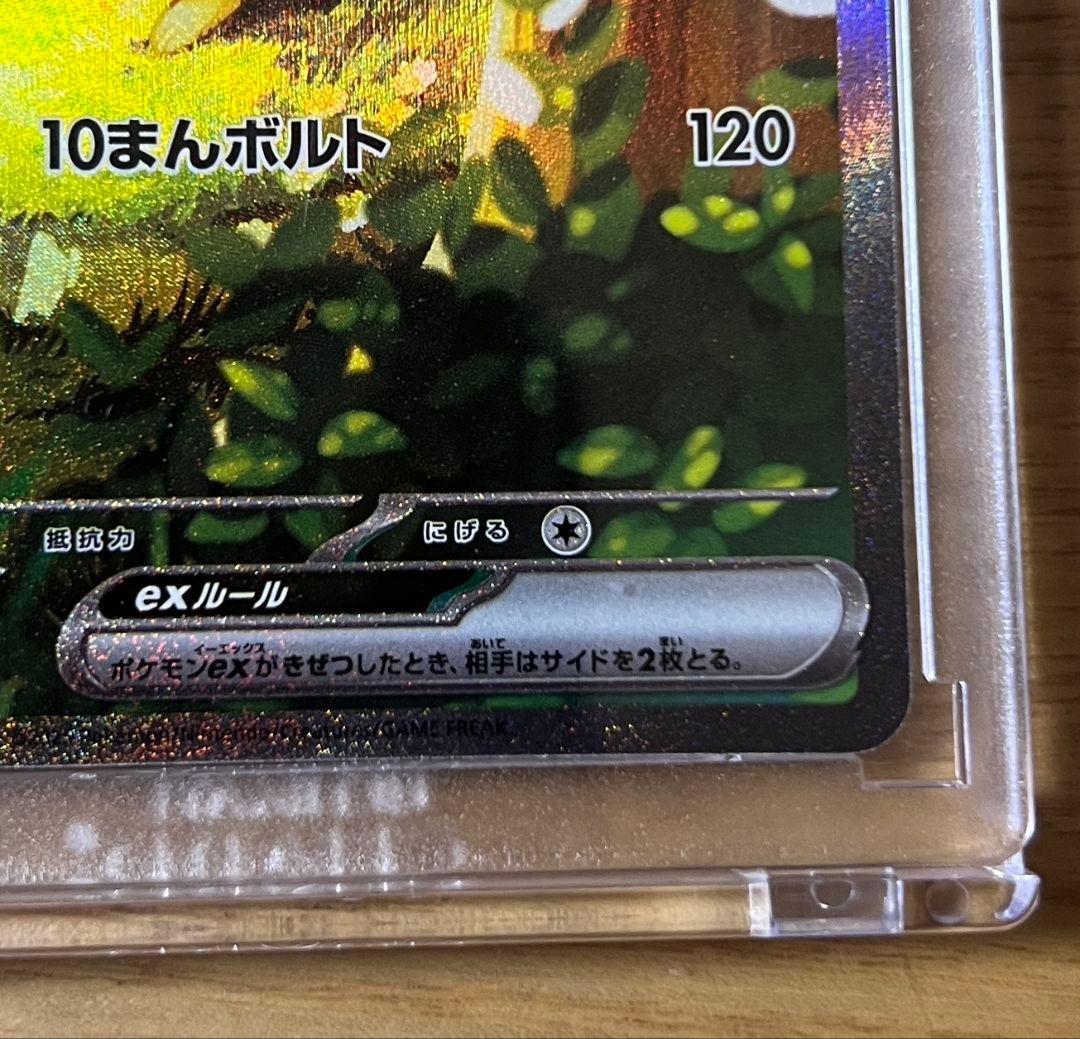 10まんボルト 120
抵抗力 にげる
exルール
イーエックス あいて まい
ポケモンexがきぜつしたとき、相手はサイドを2枚とる。
Pokémon/Nintendo/Creatures/GAME FREAK